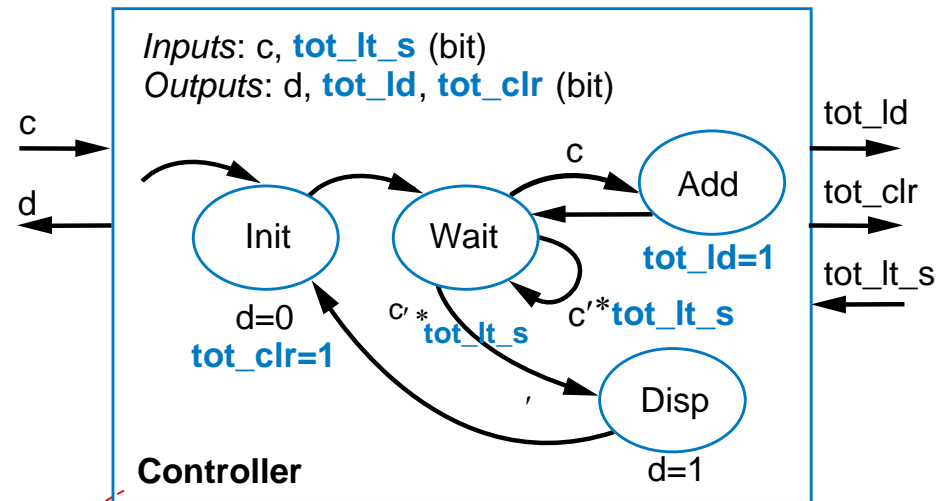 Inputs: c, tot_lt_s (bit)
Outputs: d, tot_ld, tot_clr (bit)
c
d
tot_ld
tot_clr
tot_lt_s
c
Add
Init
Wait
tot_ld=1
d=0
tot_clr=1
c′*
tot_lt_s
c′*tot_lt_s
′
Disp
d=1
Controller